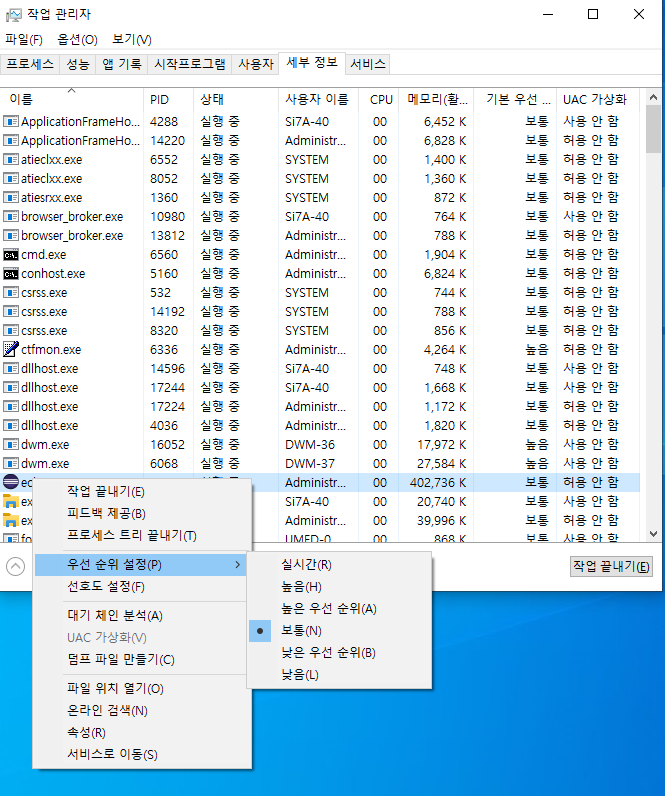 작업 관리자
파일(F) 옵션(O) 보기(V)
프로세스 성능 앱 기록 시작프로그램 사용자 세부 정보 서비스
이름 PID 상태 사용자 이름 CPU 메모리(활... 기본 우선 ... UAC 가상화
ApplicationFrameHo... 4288 실행 중 Si7A-40 00 6,452 K 보통 사용 안 함
ApplicationFrameHo... 14220 실행 중 Administr... 00 6,828 K 보통 허용 안 함
atieclxx.exe 6552 실행 중 SYSTEM 00 1,400 K 보통 허용 안 함
atieclxx.exe 8052 실행 중 SYSTEM 00 1,360 K 보통 허용 안 함
atiesrxx.exe 1360 실행 중 SYSTEM 00 872 K 보통 허용 안 함
browser_broker.exe 10980 실행 중 Si7A-40 00 764 K 보통 사용 안 함
browser_broker.exe 13812 실행 중 Administr... 00 788 K 보통 허용 안 함
cmd.exe 6560 실행 중 Administr... 00 1,904 K 보통 허용 안 함
conhost.exe 5160 실행 중 Administr... 00 6,824 K 보통 허용 안 함
csrss.exe 532 실행 중 SYSTEM 00 744 K 보통 허용 안 함
csrss.exe 14192 실행 중 SYSTEM 00 788 K 보통 허용 안 함
csrss.exe 8320 실행 중 SYSTEM 00 856 K 보통 허용 안 함
ctfmon.exe 6336 실행 중 Administr... 00 4,264 K 높음 허용 안 함
dllhost.exe 14596 실행 중 Si7A-40 00 748 K 보통 사용 안 함
dllhost.exe 17244 실행 중 Si7A-40 00 1,668 K 보통 사용 안 함
dllhost.exe 17224 실행 중 Administr... 00 1,172 K 보통 허용 안 함
dllhost.exe 4036 실행 중 Administr... 00 1,820 K 보통 허용 안 함
dwm.exe 16052 실행 중 DWM-36 00 17,972 K 높음 허용 안 함
dwm.exe 6068 실행 중 DWM-37 00 27,584 K 높음 허용 안 함
Administr... 00 402,736 K 보통 허용 안 함
Si7A-40 00 20,740 K 보통 사용 안 함
Administr... 00 39,996 K 보통 허용 안 함
UMFD-0 00 868 K 보통 허용 안 함
작업 끝내기(E)
작업 끝내기(E)
피드백 제공(B)
프로세스 트리 끝내기(T)
우선 순위 설정(P)
선호도 설정(F)
대기 체인 분석(A)
UAC 가상화(V)
덤프 파일 만들기(C)
파일 위치 열기(O)
온라인 검색(N)
속성(R)
서비스로 이동(S)
실시간(R)
높음(H)
높은 우선 순위(A)
보통(N)
낮은 우선 순위(B)
낮음(L)